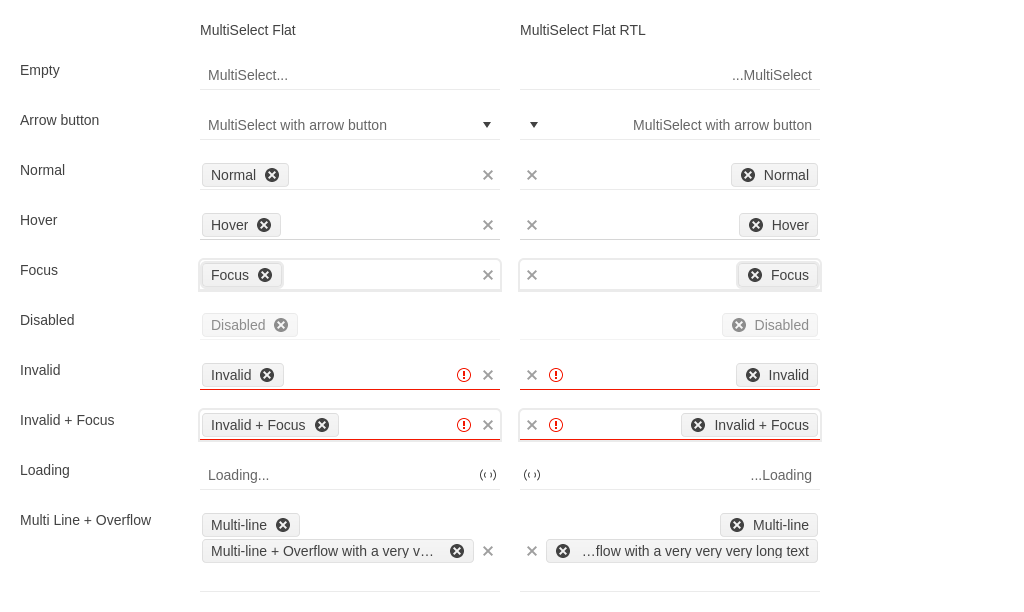 MultiSelect Flat MultiSelect Flat RTL
Empty MultiSelect... ...MultiSelect
Arrow button MultiSelect with arrow button MultiSelect with arrow button
Normal Normal Normal
Hover Hover Hover
Focus Focus Focus
Disabled Disabled Disabled
Invalid Invalid Invalid
Invalid + Focus Invalid + Focus Invalid + Focus
Loading Loading... ...Loading
Multi Line + Overflow Multi-line Multi-line
Multi-line + Overflow with a very v… …flow with a very very very long text